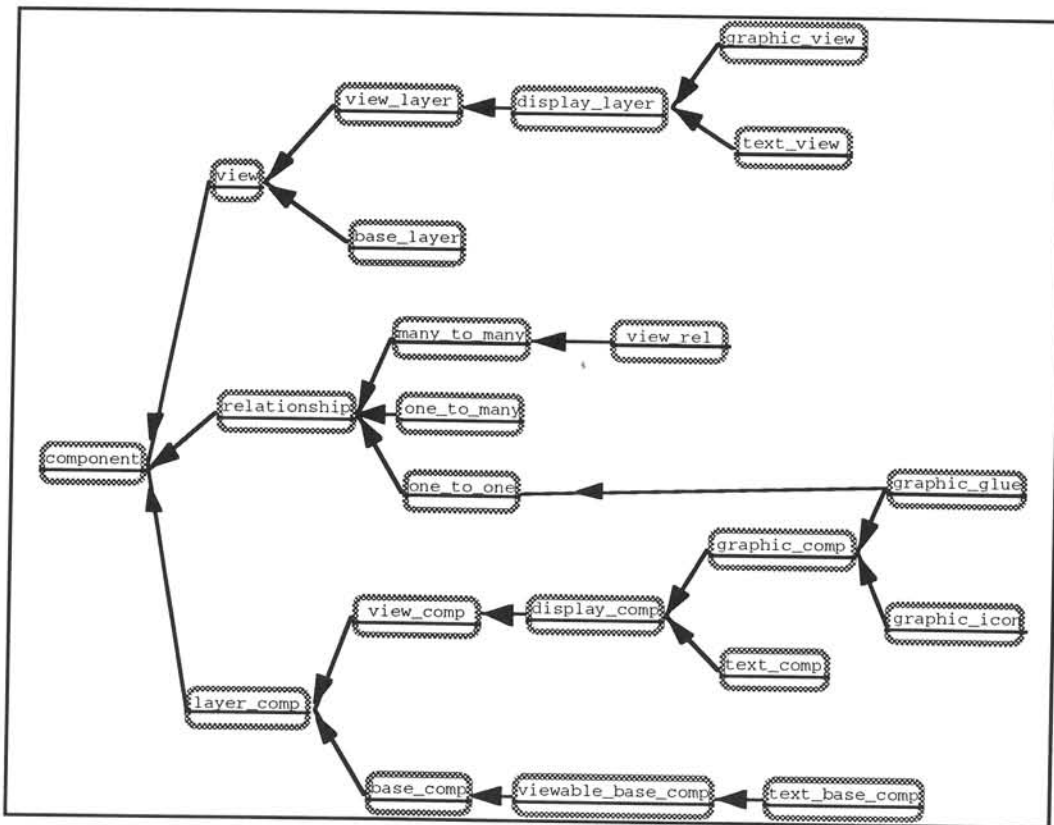 graphic_view
view_layer
display_layer
text_view
view
base_layer
many_to_many
view_rel
relationship
one_to_many
component
one_to_one
graphic_glue
graphic_comp
view_comp
display_comp
graphic_icon
text_comp
layer_comp
base_comp
viewable_base_comp
text_base_comp